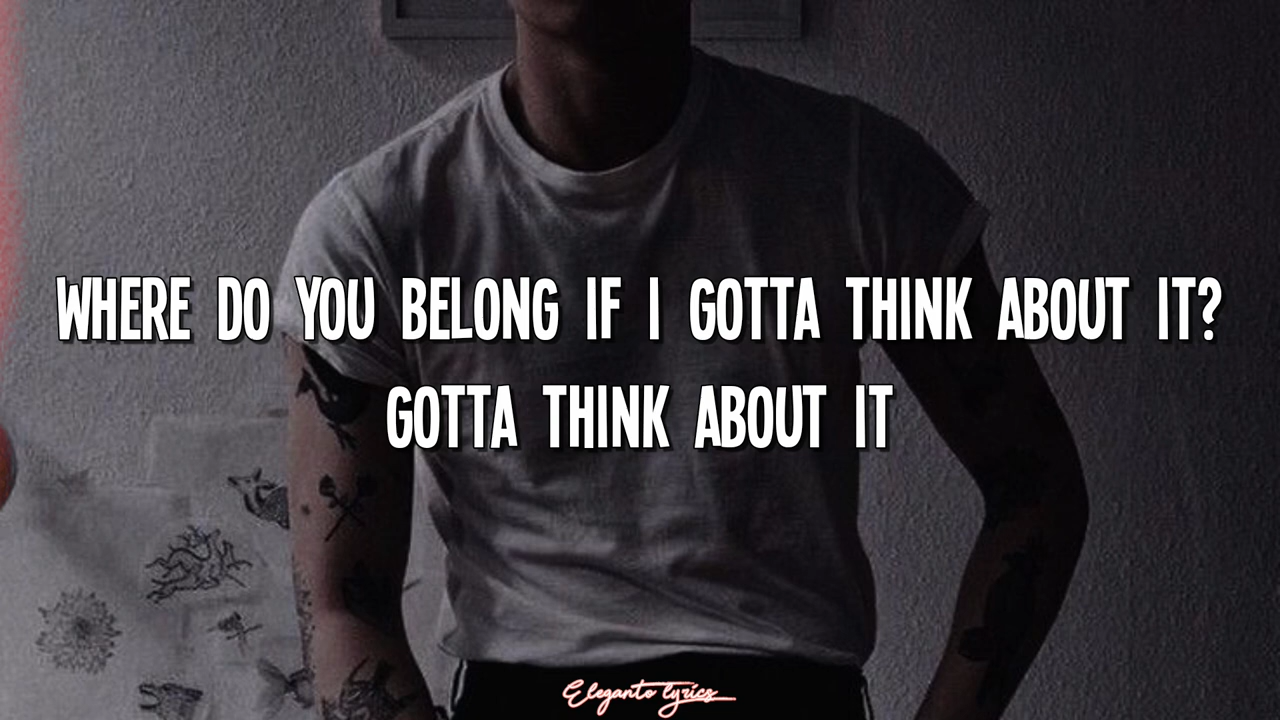 WHERE DO YOU BELONG IF I GOTTA THINK ABOUT IT?
GOTTA THINK ABOUT IT
Eleganto lyrics